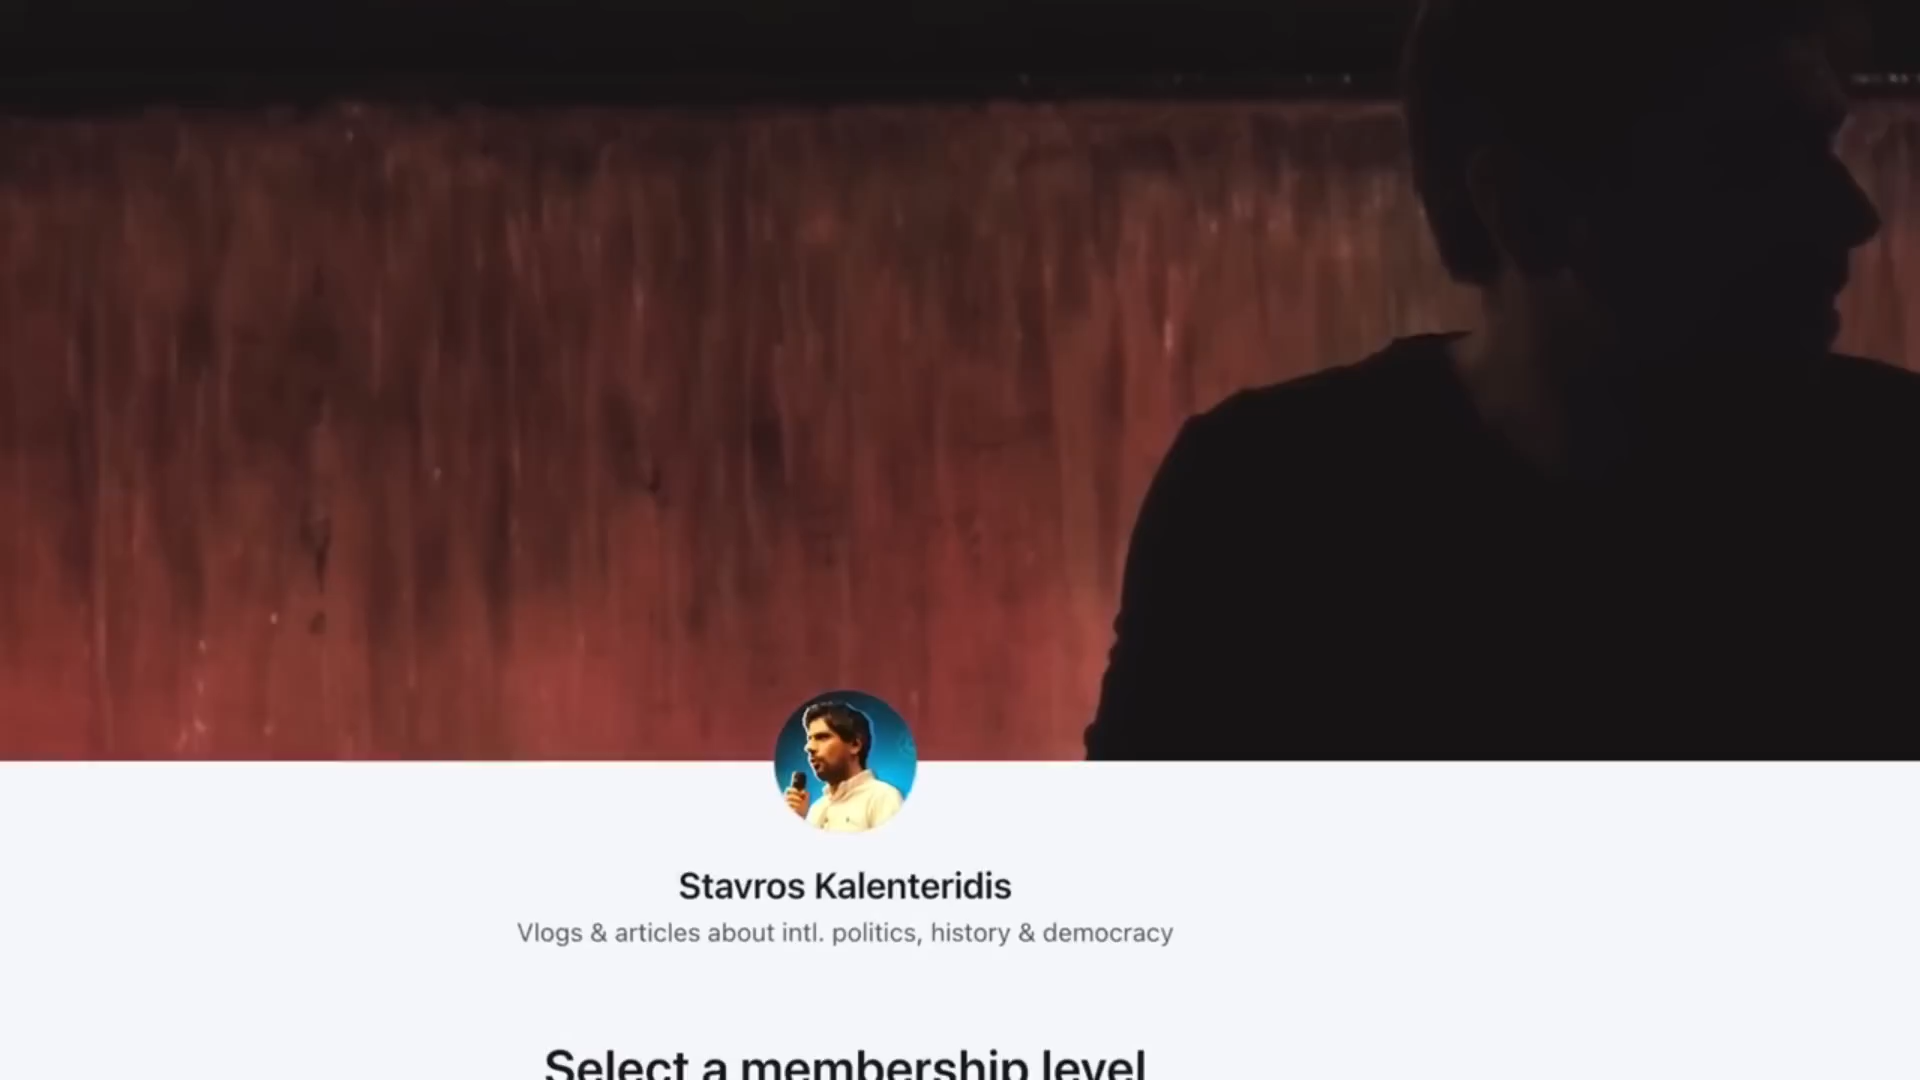 Stavros Kalenteridis
Vlogs & articles about intl. politics, history & democracy
Select a membership level